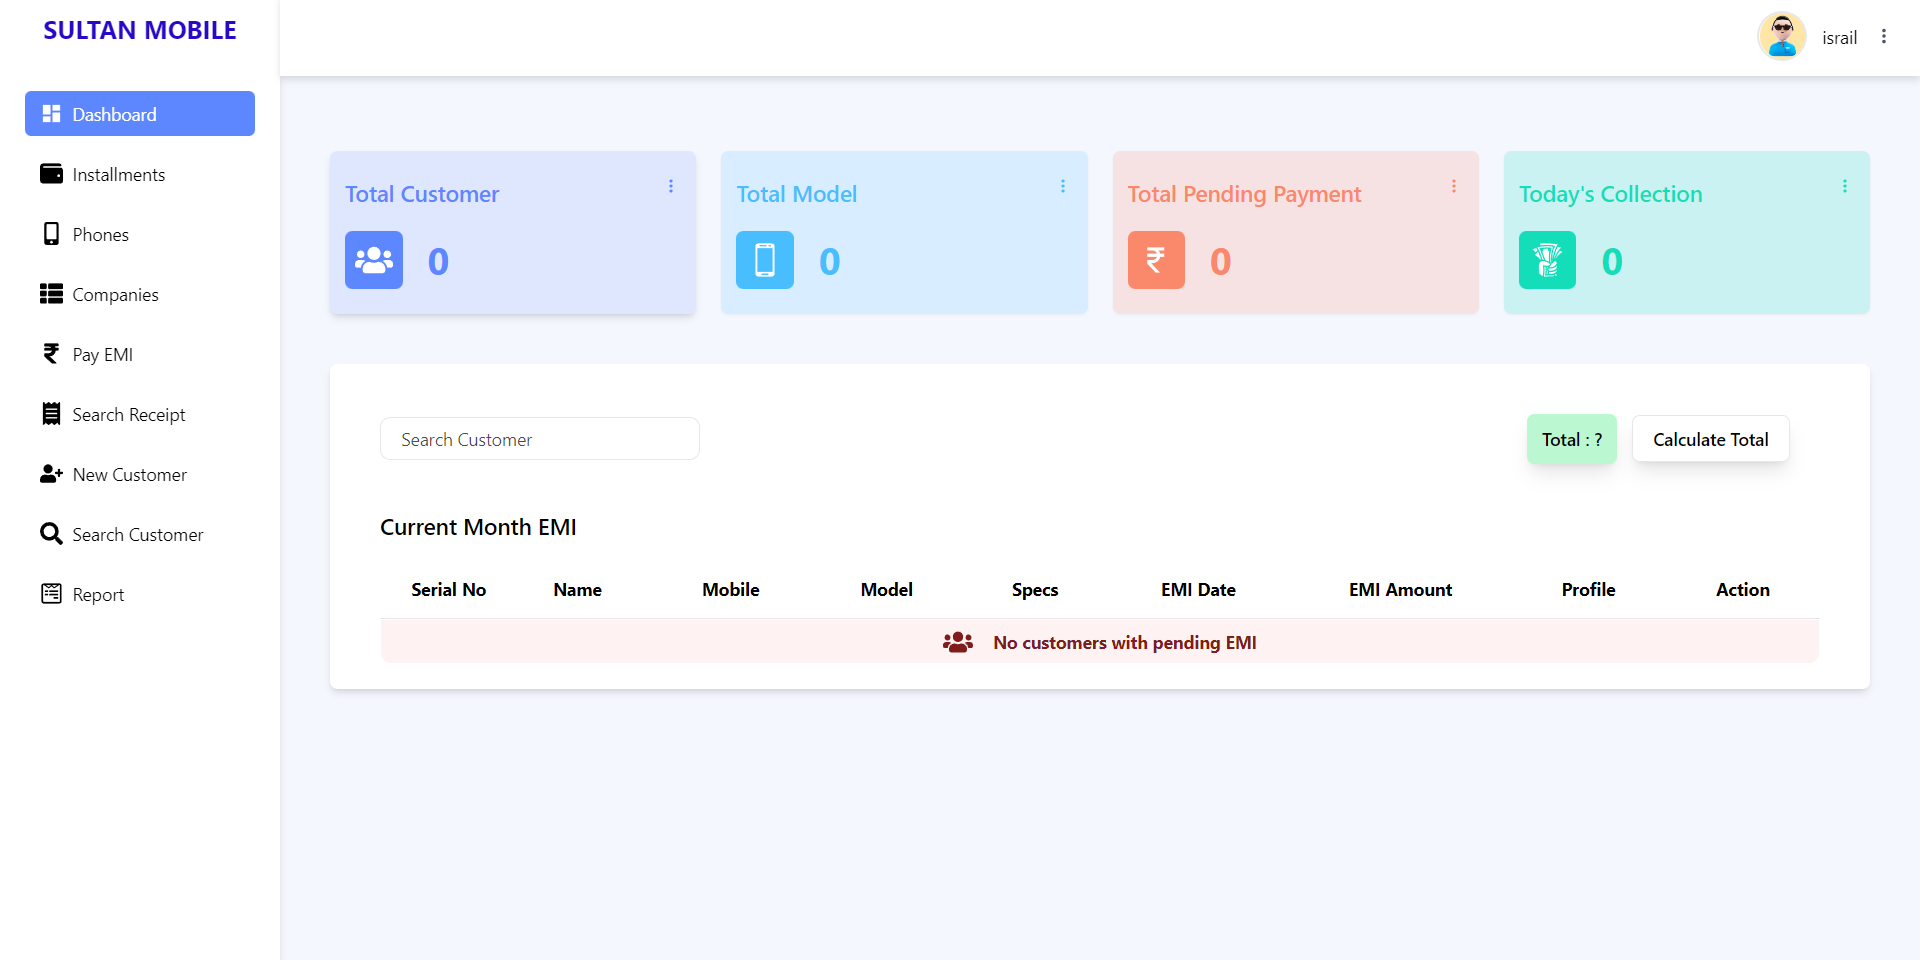 SULTAN MOBILE
israil
Dashboard
Installments
Phones
Companies
Pay EMI
Search Receipt
New Customer
Search Customer
Report
Total Customer
0
Total Model
0
Total Pending Payment
₹ 0
Today's Collection
0
Search Customer
Total : ?
Calculate Total
Current Month EMI
Serial No Name Mobile Model Specs EMI Date EMI Amount Profile Action
No customers with pending EMI